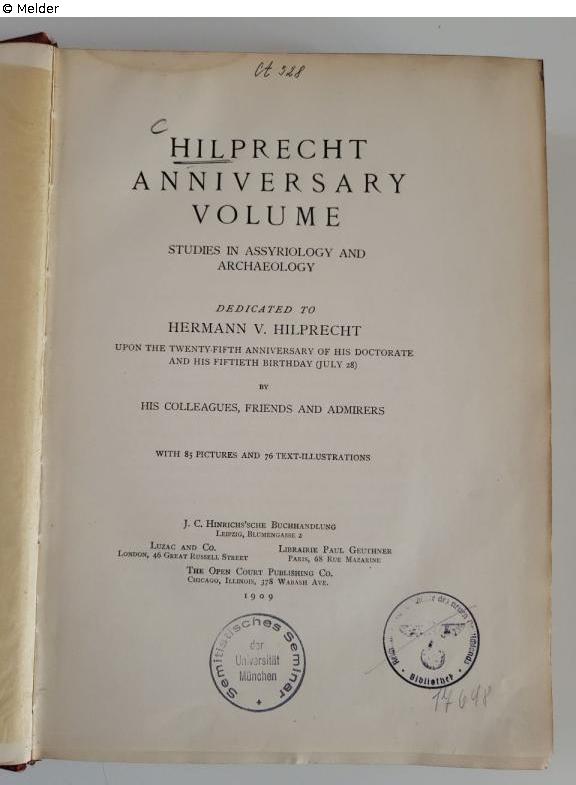 © Melder
Ct 328
HILPRECHT
ANNIVERSARY
VOLUME
STUDIES IN ASSYRIOLOGY AND
ARCHAEOLOGY
DEDICATED TO
HERMANN V. HILPRECHT
UPON THE TWENTY-FIFTH ANNIVERSARY OF HIS DOCTORATE
AND HIS FIFTIETH BIRTHDAY (JULY 28)
BY
HIS COLLEAGUES, FRIENDS AND ADMIRERS
WITH 85 PICTURES AND 76 TEXT-ILLUSTRATIONS
J. C. HINRICHS'SCHE BUCHHANDLUNG
LEIPZIG, BLUMENGASSE 2
LUZAC AND CO.
LONDON, 46 GREAT RUSSELL STREET
LIBRAIRIE PAUL GEUTHNER
PARIS, 68 RUE MAZARINE
THE OPEN COURT PUBLISHING CO.
CHICAGO, ILLINOIS, 378 WABASH AVE.
1909
Semitistisches Seminar
der
Universität
München
des neuen
Bibliothek
17698